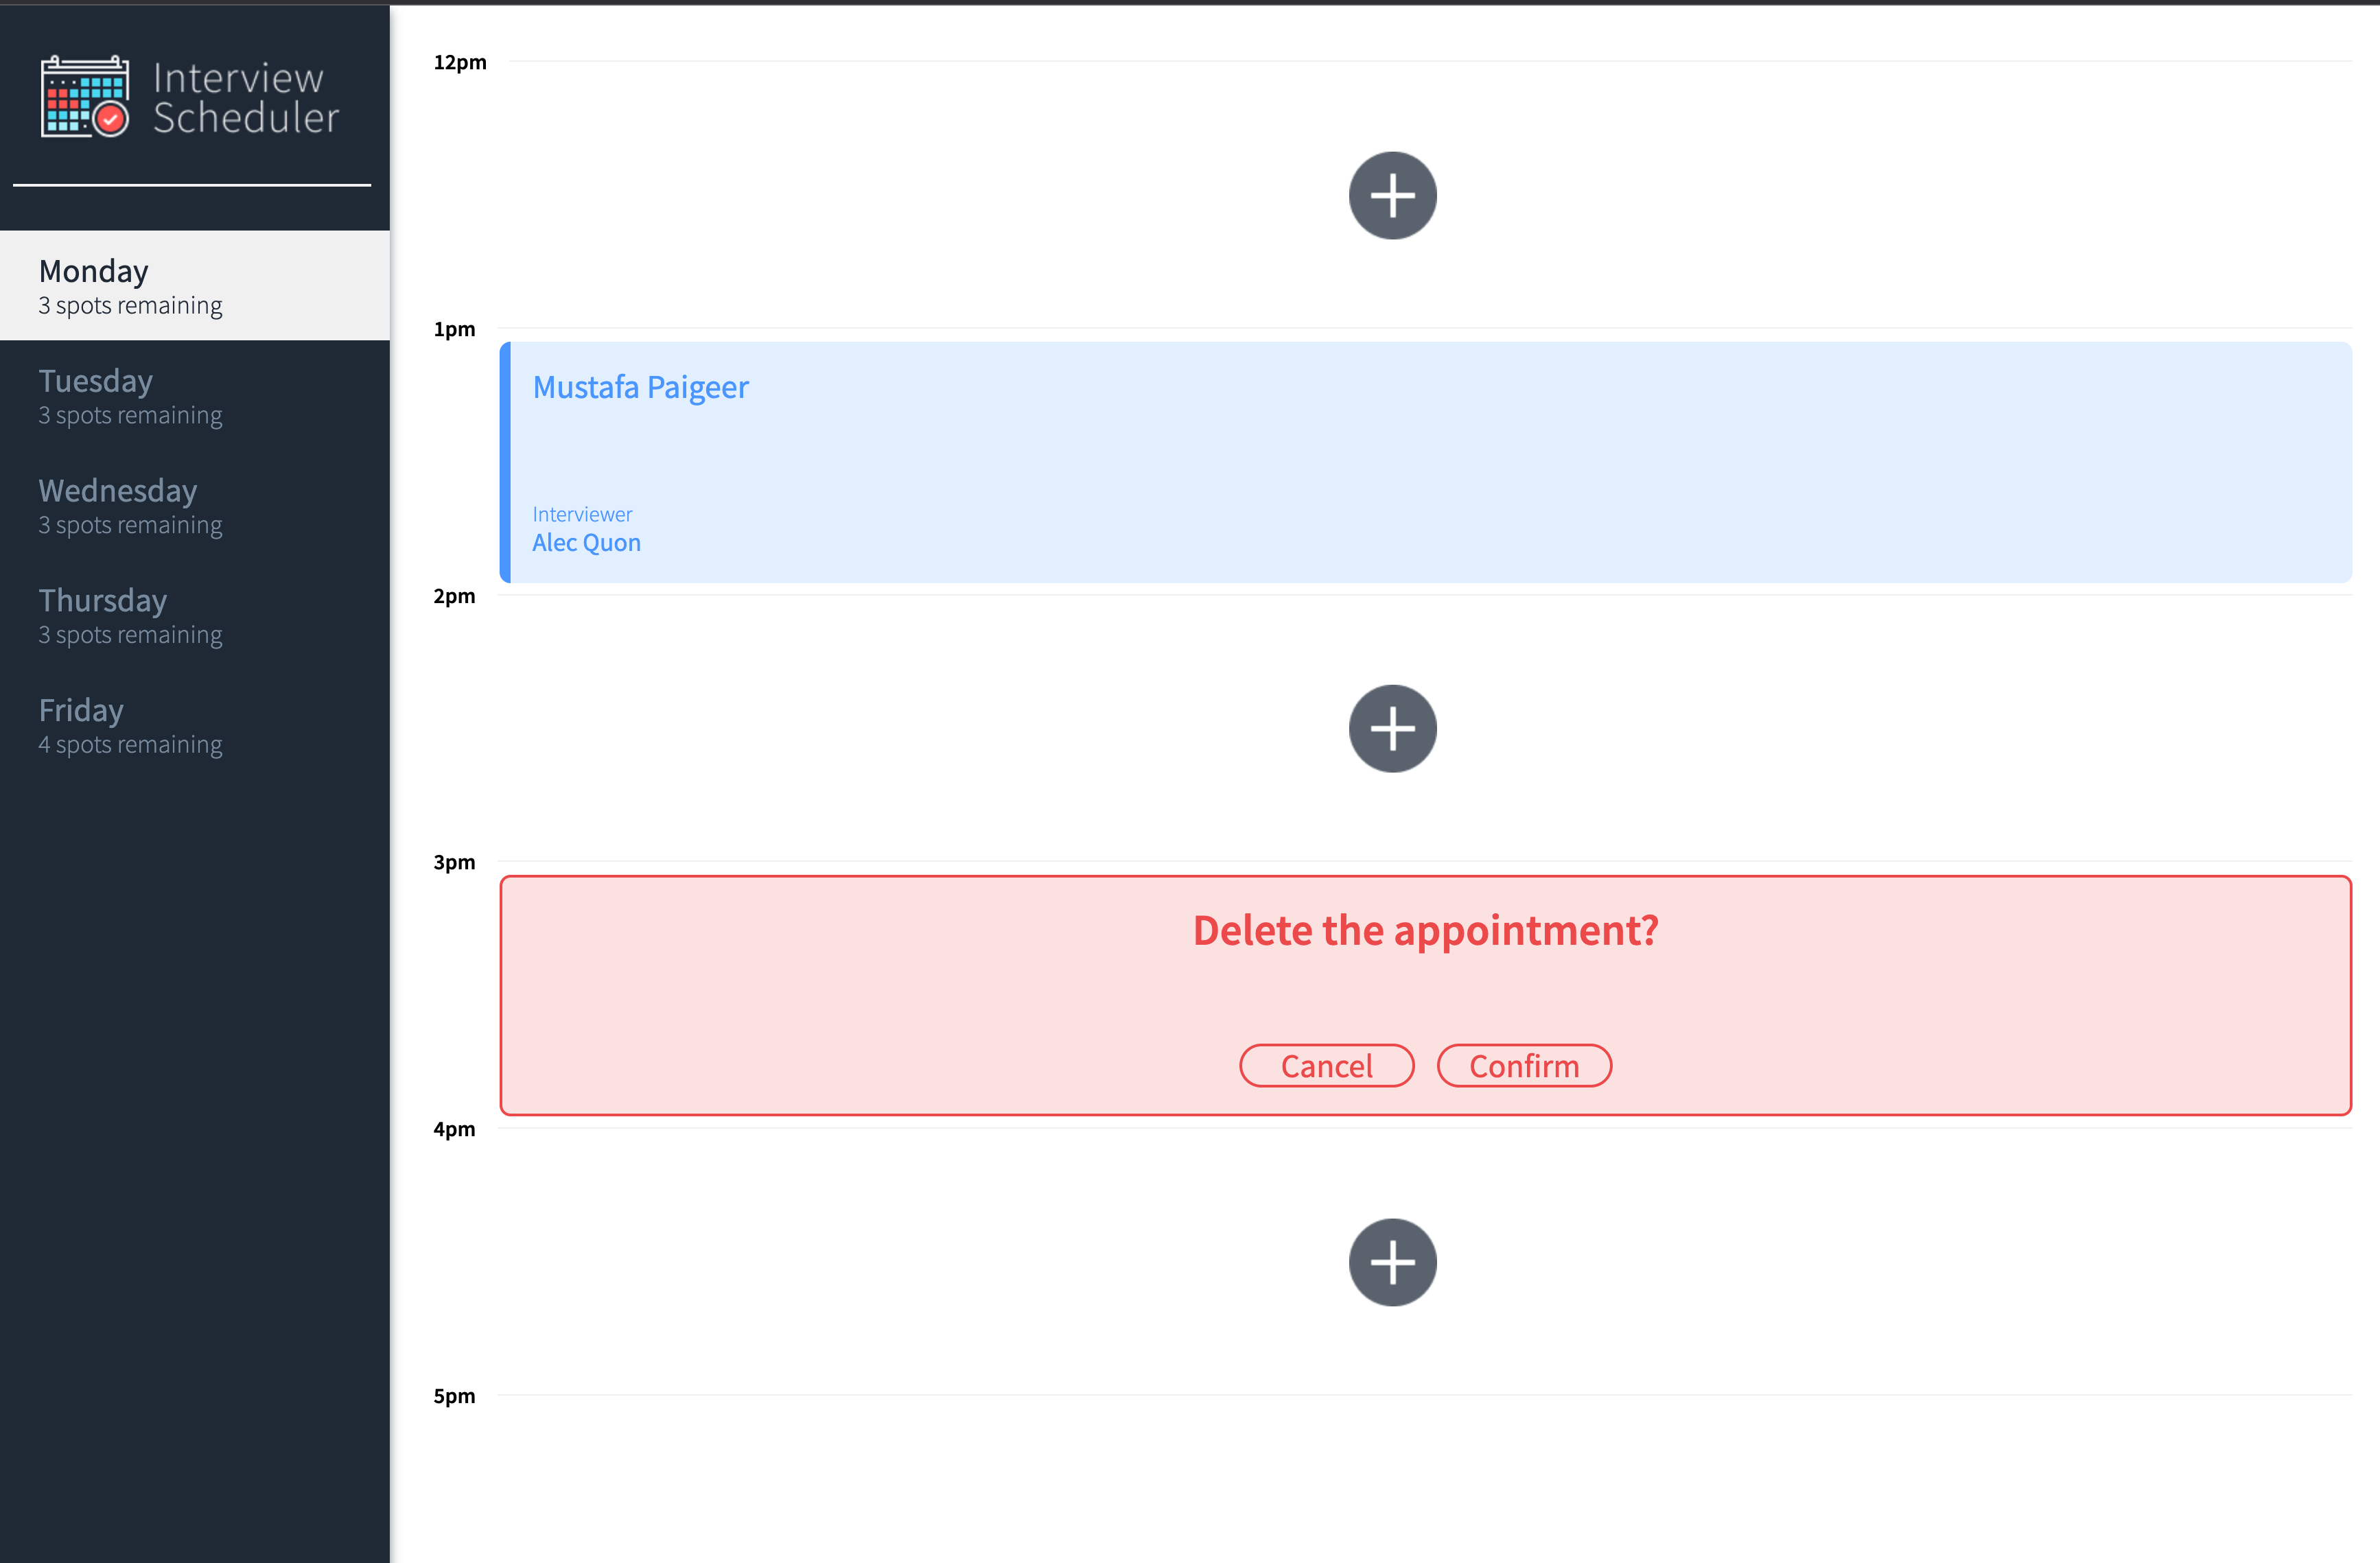 Interview
Scheduler
Monday
3 spots remaining
Tuesday
3 spots remaining
Wednesday
3 spots remaining
Thursday
3 spots remaining
Friday
4 spots remaining
12pm
1pm
Mustafa Paigeer
Interviewer
Alec Quon
2pm
3pm
Delete the appointment?
Cancel Confirm
4pm
5pm